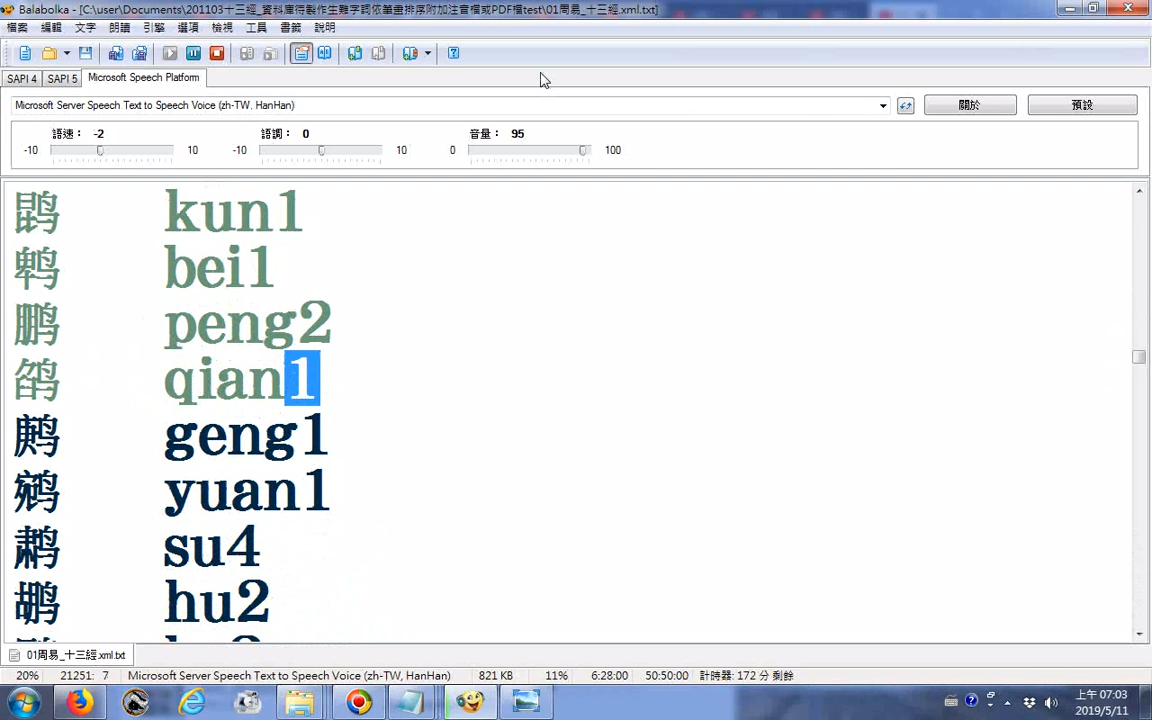 Balabolka - [C:\user\Documents\201103十三經_資料庫待製作生難字詞依筆畫排序附加注音檔或PDF檔test\01周易_十三經.xml.txt]
檔案 編輯 文字 朗讀 引擎 選項 檢視 工具 書籤 說明
SAPI 4 SAPI 5 Microsoft Speech Platform
Microsoft Server Speech Text to Speech Voice (zh-TW, HanHan) 關於 預設
語速： -2 語調： 0 音量： 95
-10 10 -10 10 0 100
鹍 kun1
鹎 bei1
鹏 peng2
鹐 qian1
鹒 geng1
鹓 yuan1
鹔 su4
鹕 hu2
01周易_十三經.xml.txt
20% 21251: 7 Microsoft Server Speech Text to Speech Voice (zh-TW, HanHan) 821 KB 11% 6:28:00 50:50:00 計時器: 172 分 剩餘
上午 07:03
2019/5/11